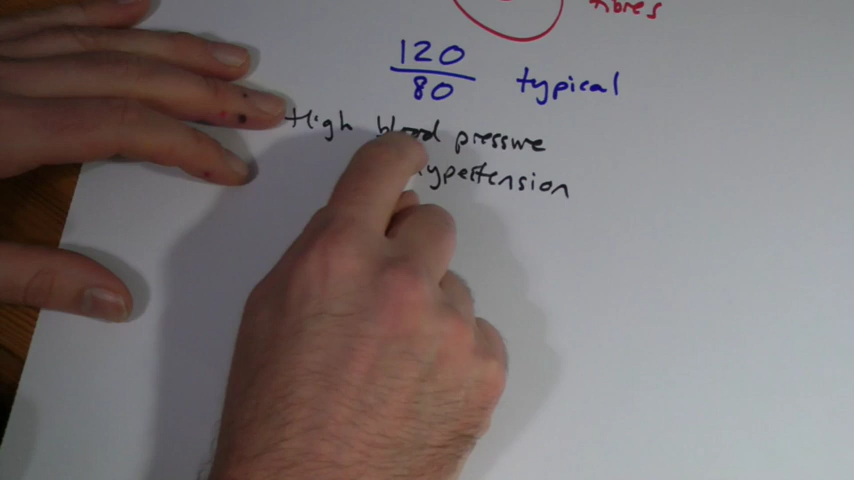 fibres
120
80 typical
High blood pressure
hypertension